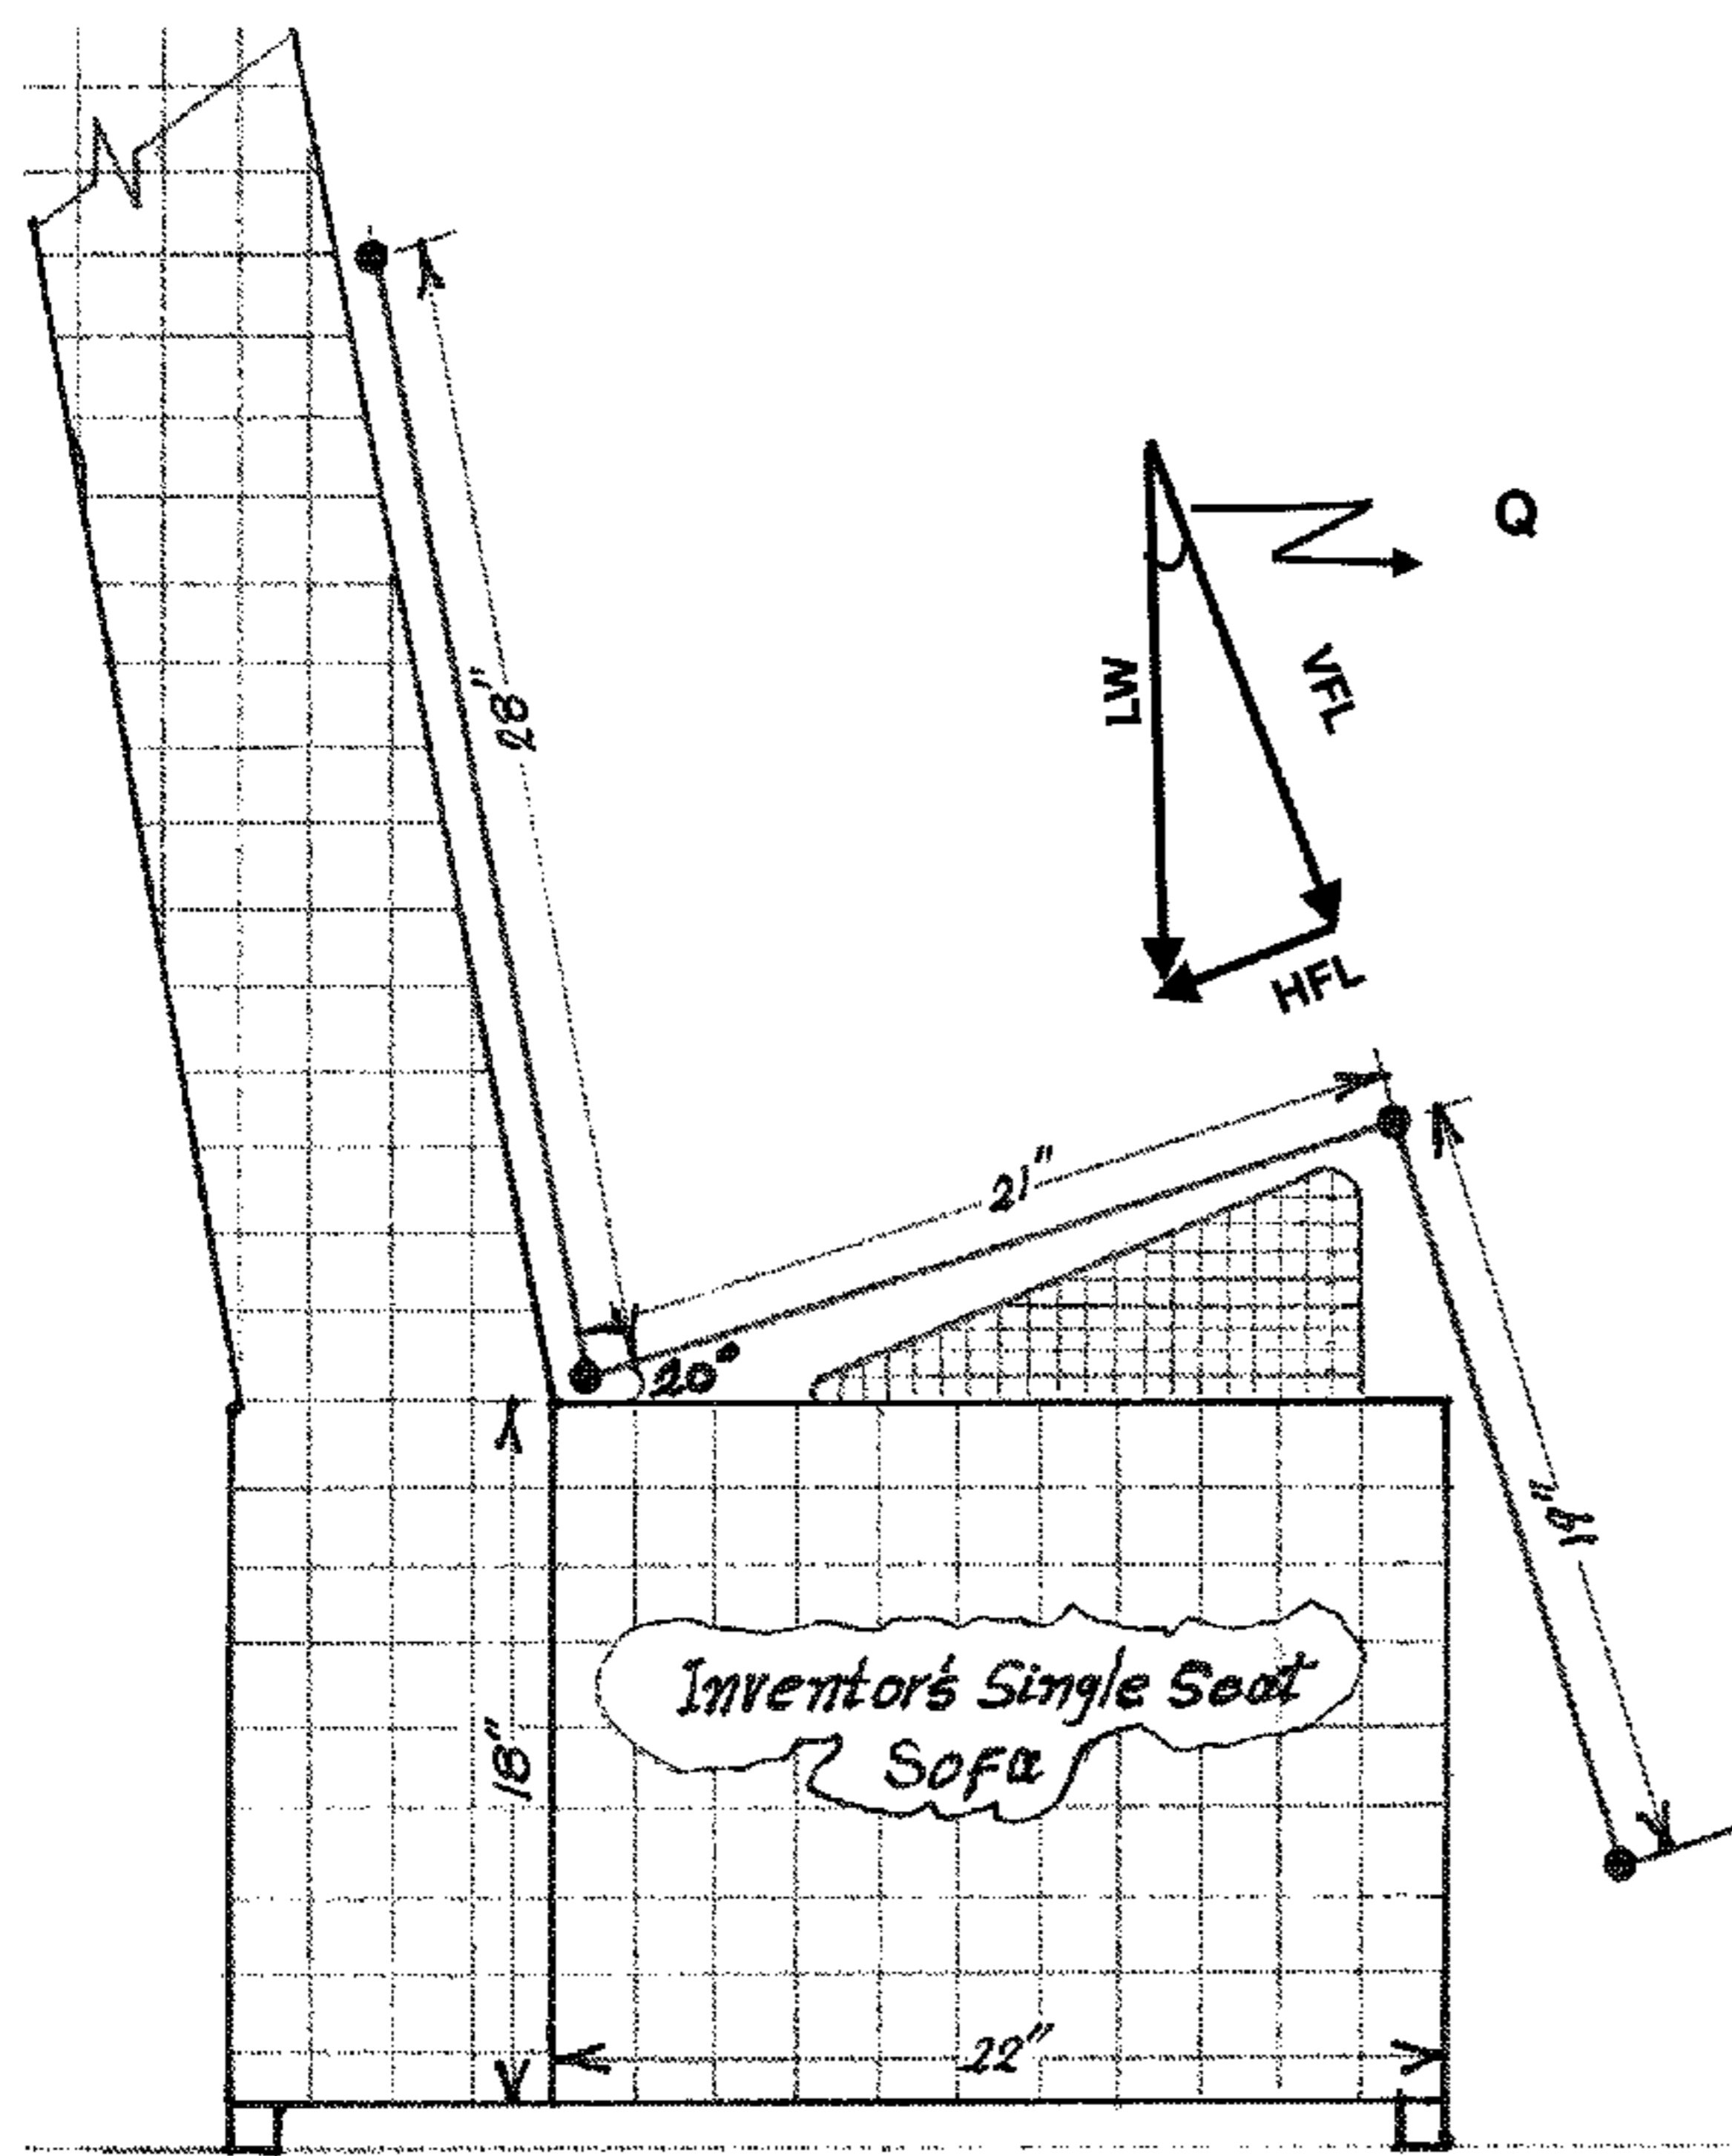 28"
Q
LW
VFL
HFL
21"
20°
19"
18"
Inventor's Single Seat
Sofa
22"